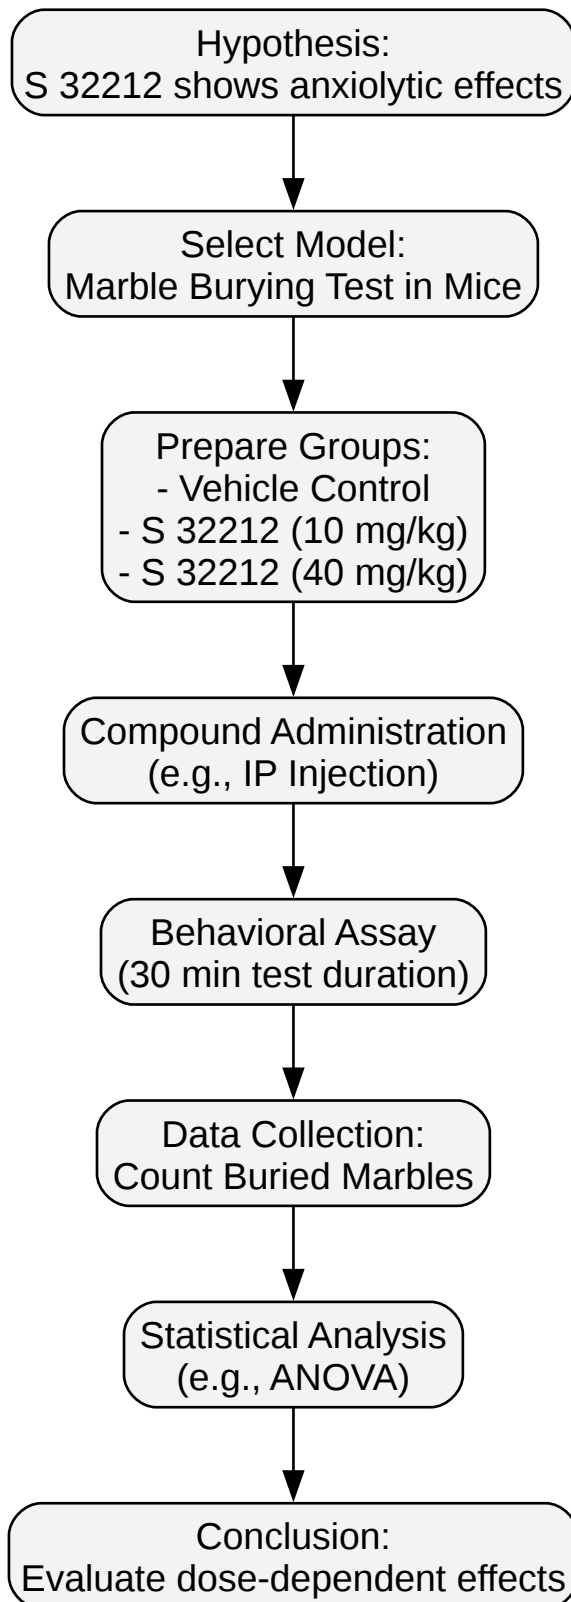 Hypothesis:
S 32212 shows anxiolytic effects
Select Model:
Marble Burying Test in Mice
Prepare Groups:
- Vehicle Control
- S 32212 (10 mg/kg)
- S 32212 (40 mg/kg)
Compound Administration
(e.g., IP Injection)
Behavioral Assay
(30 min test duration)
Data Collection:
Count Buried Marbles
Statistical Analysis
(e.g., ANOVA)
Conclusion:
Evaluate dose-dependent effects